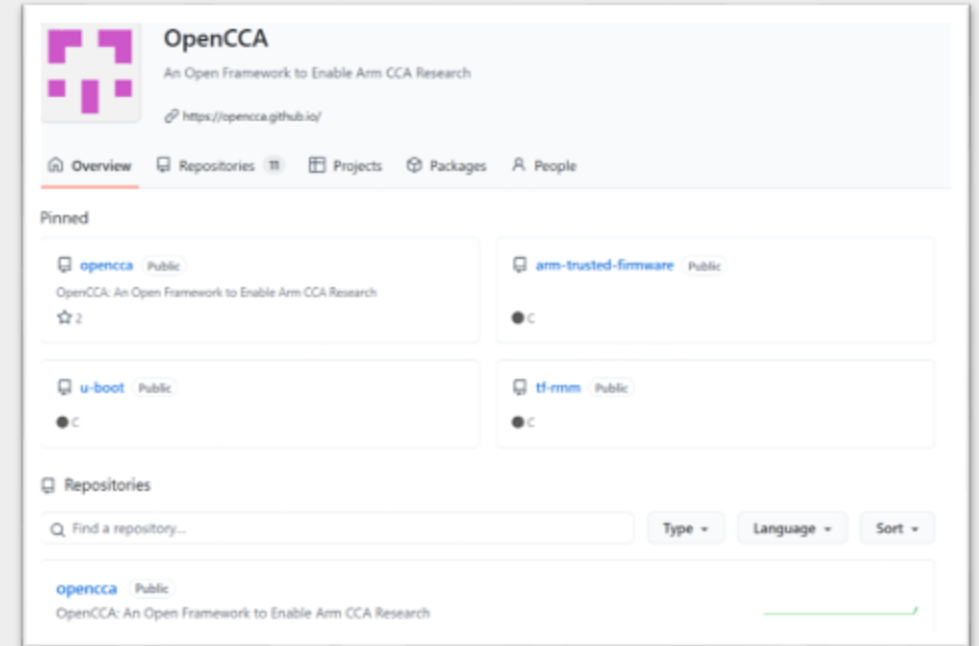 OpenCCA
An Open Framework to Enable Arm CCA Research
https://opencca.github.io/
Overview Repositories 11 Projects Packages People
Pinned
opencca Public
OpenCCA: An Open Framework to Enable Arm CCA Research
2
arm-trusted-firmware Public
C
u-boot Public
C
tf-rmm Public
C
Repositories
Find a repository... Type Language Sort
opencca Public
OpenCCA: An Open Framework to Enable Arm CCA Research